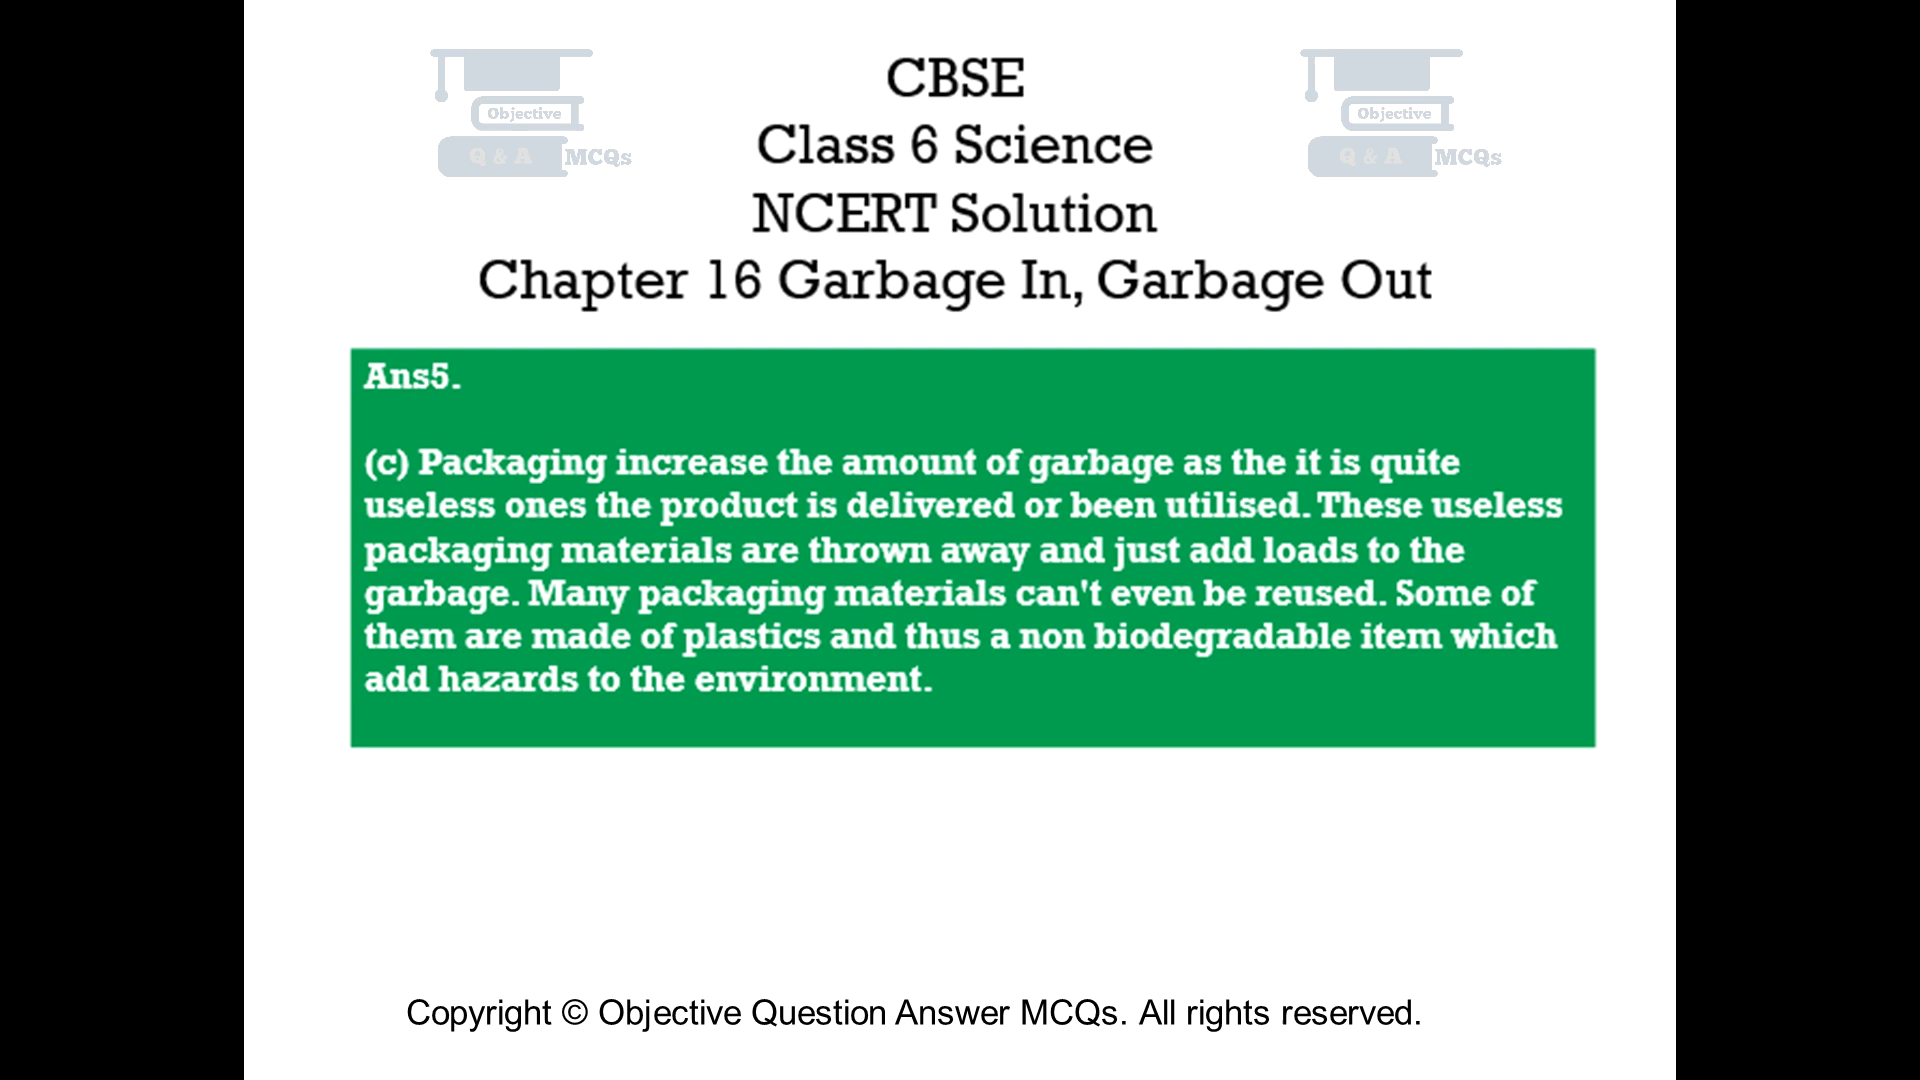 CBSE
Class 6 Science
NCERT Solution
Chapter 16 Garbage In, Garbage Out
Objective
Q & A MCQs
Objective
Q & A MCQs
Ans5.
(c) Packaging increase the amount of garbage as the it is quite
useless ones the product is delivered or been utilised. These useless
packaging materials are thrown away and just add loads to the
garbage. Many packaging materials can't even be reused. Some of
them are made of plastics and thus a non biodegradable item which
add hazards to the environment.
Copyright © Objective Question Answer MCQs. All rights reserved.